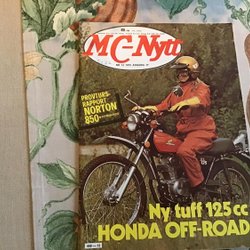 MC-Nytt
PROVTURS-
RAPPORT
NORTON
850
Ny tuff 125 cc
HONDA OFF-ROAD